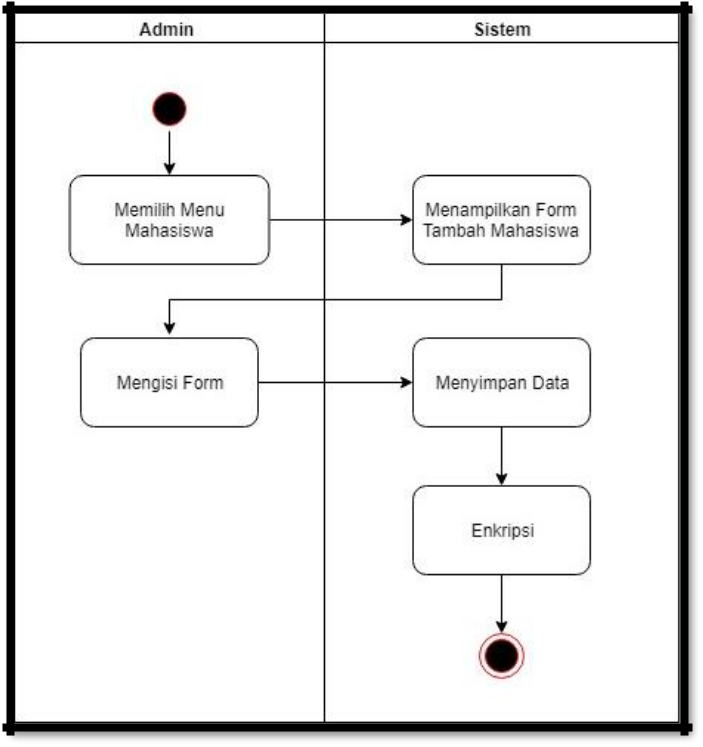 Admin
Sistem
Memilih Menu
Mahasiswa
Menampilkan Form
Tambah Mahasiswa
Mengisi Form
Menyimpan Data
Enkripsi